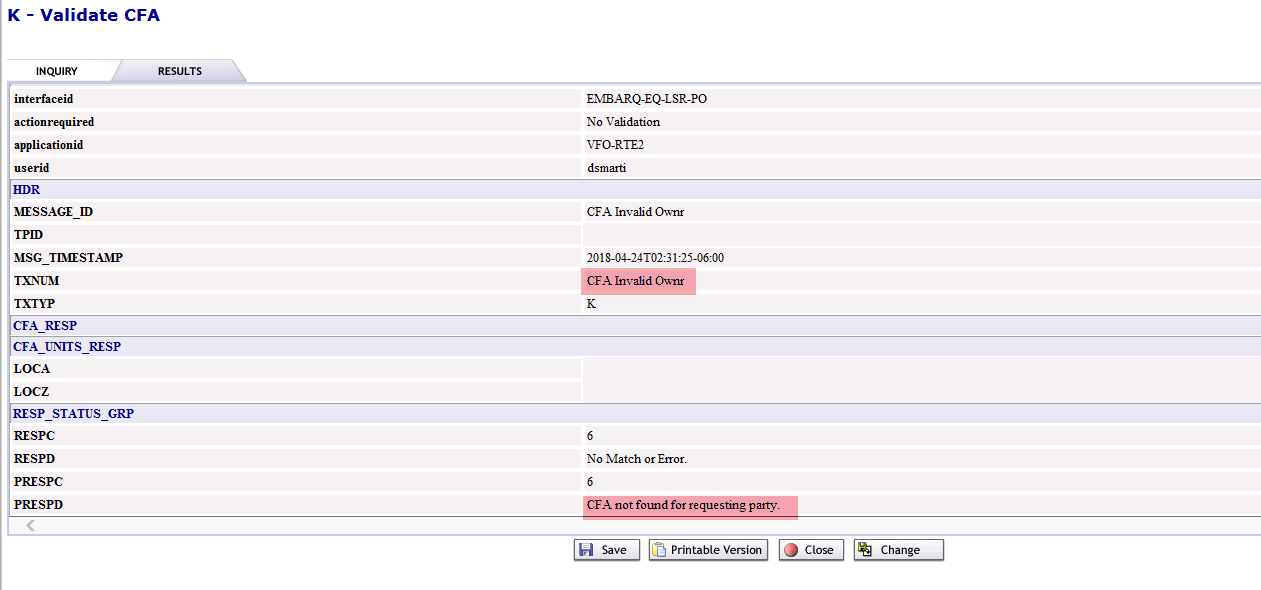 K - Validate CFA
INQUIRY RESULTS
interfaceid EMBARQ-EQ-LSR-PO
actionrequired No Validation
applicationid VFO-RTE2
userid dsmarti
HDR
MESSAGE_ID CFA Invalid Ownr
TPID
MSG_TIMESTAMP 2018-04-24T02:31:25-06:00
TXNUM CFA Invalid Ownr
TXTYP K
CFA_RESP
CFA_UNITS_RESP
LOCA
LOCZ
RESP_STATUS_GRP
RESPC 6
RESPD No Match or Error.
PRESPC 6
PRESPD CFA not found for requesting party.
Save Printable Version Close Change